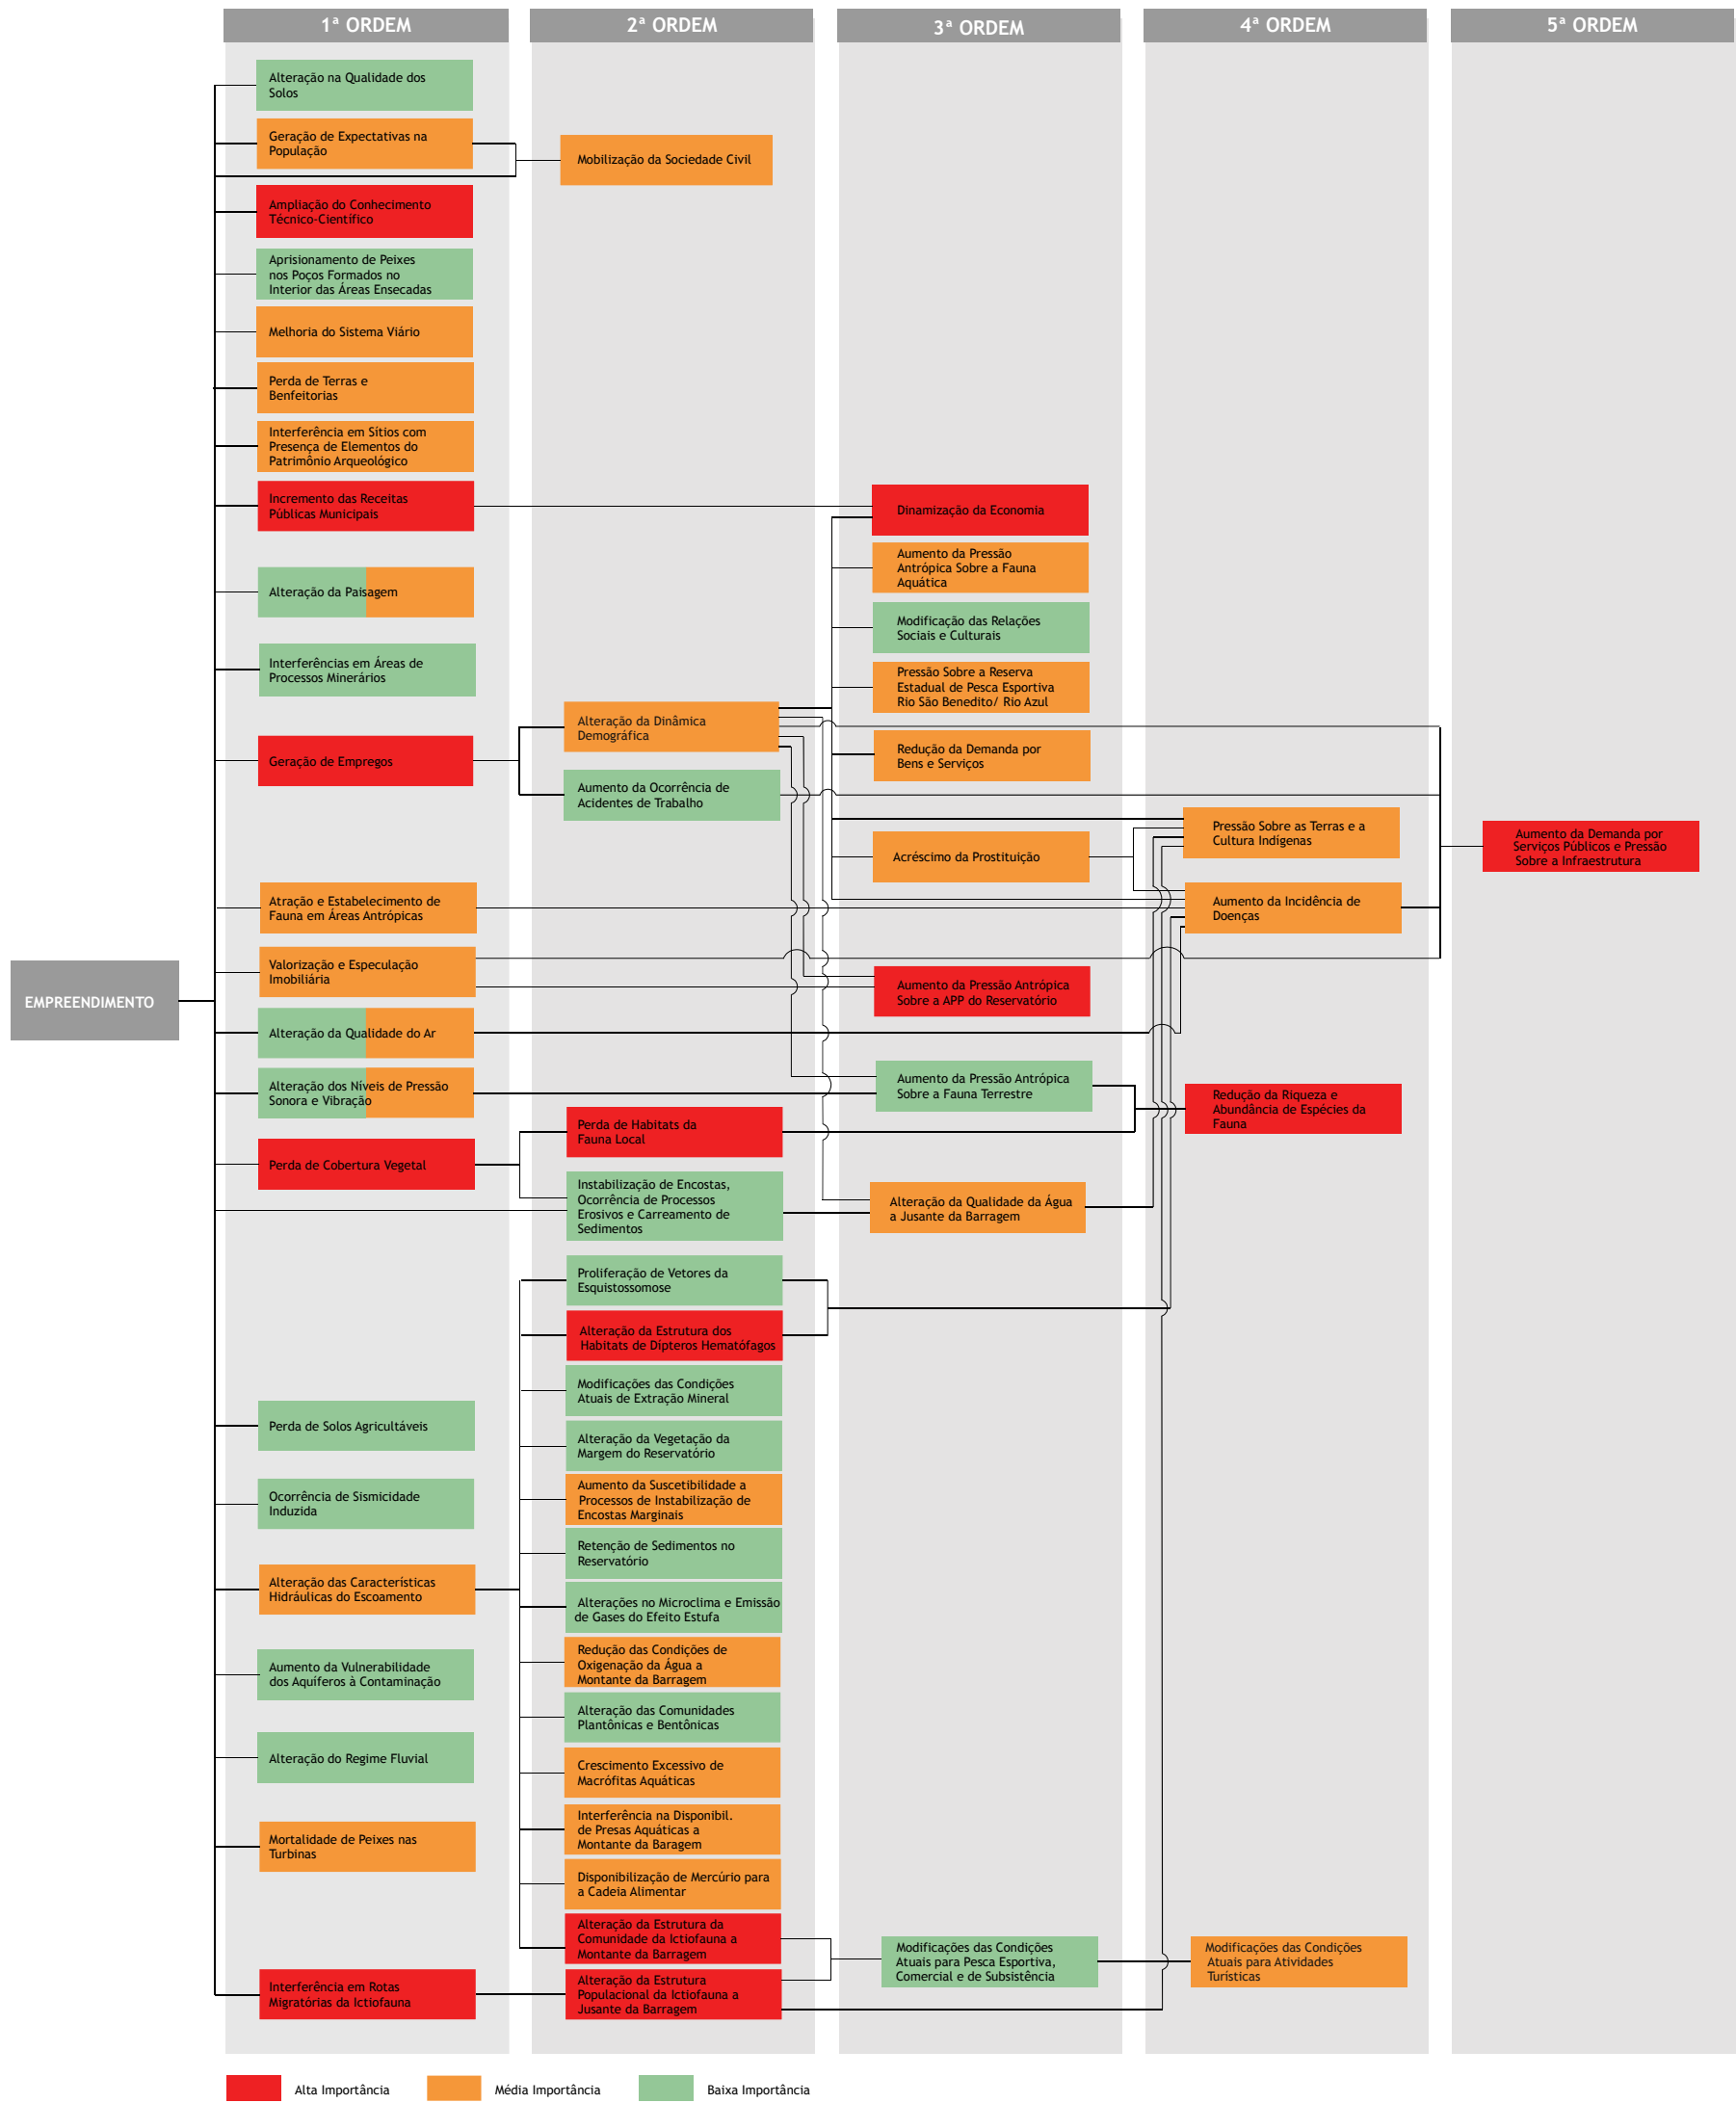 1ª ORDEM
2ª ORDEM
3ª ORDEM
4ª ORDEM
5ª ORDEM
EMPREENDIMENTO
Alteração na Qualidade dos
Solos
Geração de Expectativas na
População
Ampliação do Conhecimento
Técnico-Científico
Aprisionamento de Peixes
nos Poços Formados no
Interior das Áreas Ensecadas
Melhoria do Sistema Viário
Perda de Terras e
Benfeitorias
Interferência em Sítios com
Presença de Elementos do
Patrimônio Arqueológico
Incremento das Receitas
Públicas Municipais
Alteração da Paisagem
Interferências em Áreas de
Processos Minerários
Geração de Empregos
Atração e Estabelecimento de
Fauna em Áreas Antrópicas
Valorização e Especulação
Imobiliária
Alteração da Qualidade do Ar
Alteração dos Níveis de Pressão
Sonora e Vibração
Perda de Cobertura Vegetal
Perda de Solos Agricultáveis
Ocorrência de Sismicidade
Induzida
Alteração das Características
Hidráulicas do Escoamento
Aumento da Vulnerabilidade
dos Aquíferos à Contaminação
Alteração do Regime Fluvial
Mortalidade de Peixes nas
Turbinas
Interferência em Rotas
Migratórias da Ictiofauna
Mobilização da Sociedade Civil
Alteração da Dinâmica
Demográfica
Aumento da Ocorrência de
Acidentes de Trabalho
Perda de Habitats da
Fauna Local
Instabilização de Encostas,
Ocorrência de Processos
Erosivos e Carreamento de
Sedimentos
Proliferação de Vetores da
Esquistossomose
Alteração da Estrutura dos
Habitats de Dípteros Hematófagos
Modificações das Condições
Atuais de Extração Mineral
Alteração da Vegetação da
Margem do Reservatório
Aumento da Suscetibilidade a
Processos de Instabilização de
Encostas Marginais
Retenção de Sedimentos no
Reservatório
Alterações no Microclima e Emissão
de Gases do Efeito Estufa
Redução das Condições de
Oxigenação da Água a
Montante da Barragem
Alteração das Comunidades
Plantônicas e Bentônicas
Crescimento Excessivo de
Macrófitas Aquáticas
Interferência na Disponibil.
de Presas Aquáticas a
Montante da Baragem
Disponibilização de Mercúrio para
a Cadeia Alimentar
Alteração da Estrutura da
Comunidade da Ictiofauna a
Montante da Barragem
Alteração da Estrutura
Populacional da Ictiofauna a
Jusante da Barragem
Dinamização da Economia
Aumento da Pressão
Antrópica Sobre a Fauna
Aquática
Modificação das Relações
Sociais e Culturais
Pressão Sobre a Reserva
Estadual de Pesca Esportiva
Rio São Benedito/ Rio Azul
Redução da Demanda por
Bens e Serviços
Acréscimo da Prostituição
Aumento da Pressão Antrópica
Sobre a APP do Reservatório
Aumento da Pressão Antrópica
Sobre a Fauna Terrestre
Alteração da Qualidade da Água
a Jusante da Barragem
Modificações das Condições
Atuais para Pesca Esportiva,
Comercial e de Subsistência
Pressão Sobre as Terras e a
Cultura Indígenas
Aumento da Incidência de
Doenças
Redução da Riqueza e
Abundância de Espécies da
Fauna
Modificações das Condições
Atuais para Atividades
Turísticas
Aumento da Demanda por
Serviços Públicos e Pressão
Sobre a Infraestrutura
Alta Importância
Média Importância
Baixa Importância